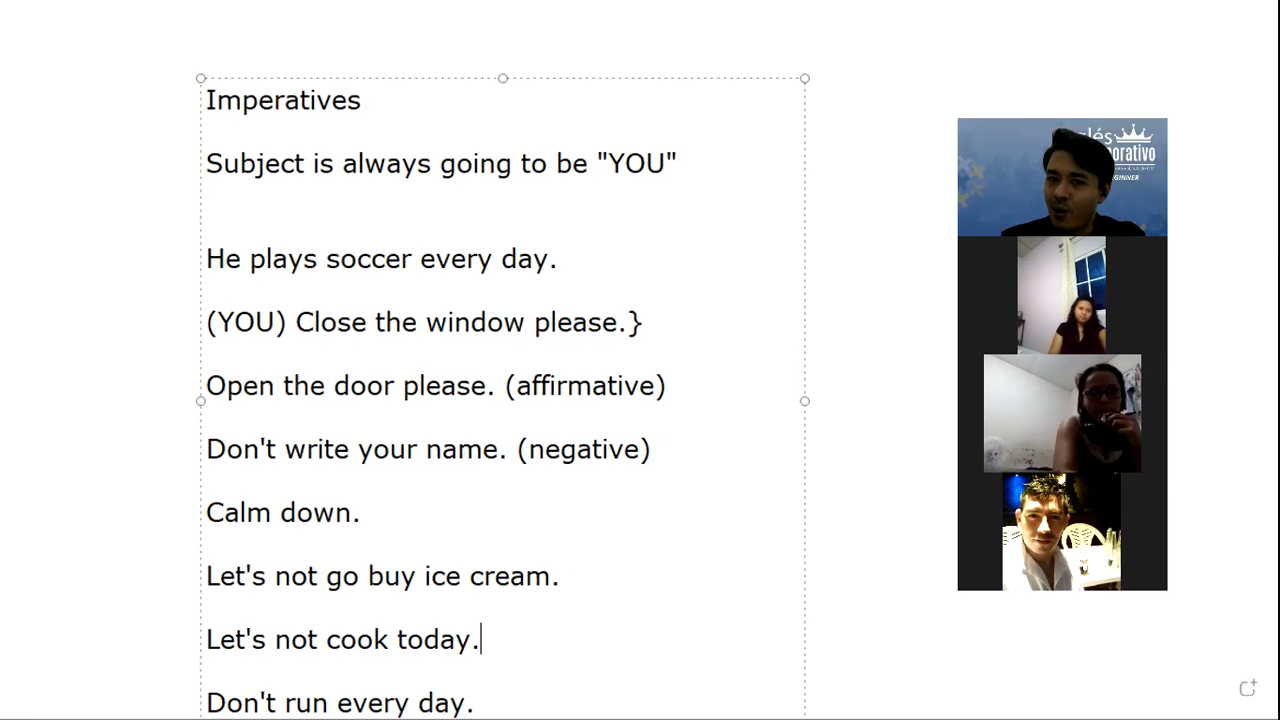 Imperatives
Subject is always going to be "YOU"
He plays soccer every day.
(YOU) Close the window please.}
Open the door please. (affirmative)
Don't write your name. (negative)
Calm down.
Let's not go buy ice cream.
Let's not cook today.
Don't run every day.